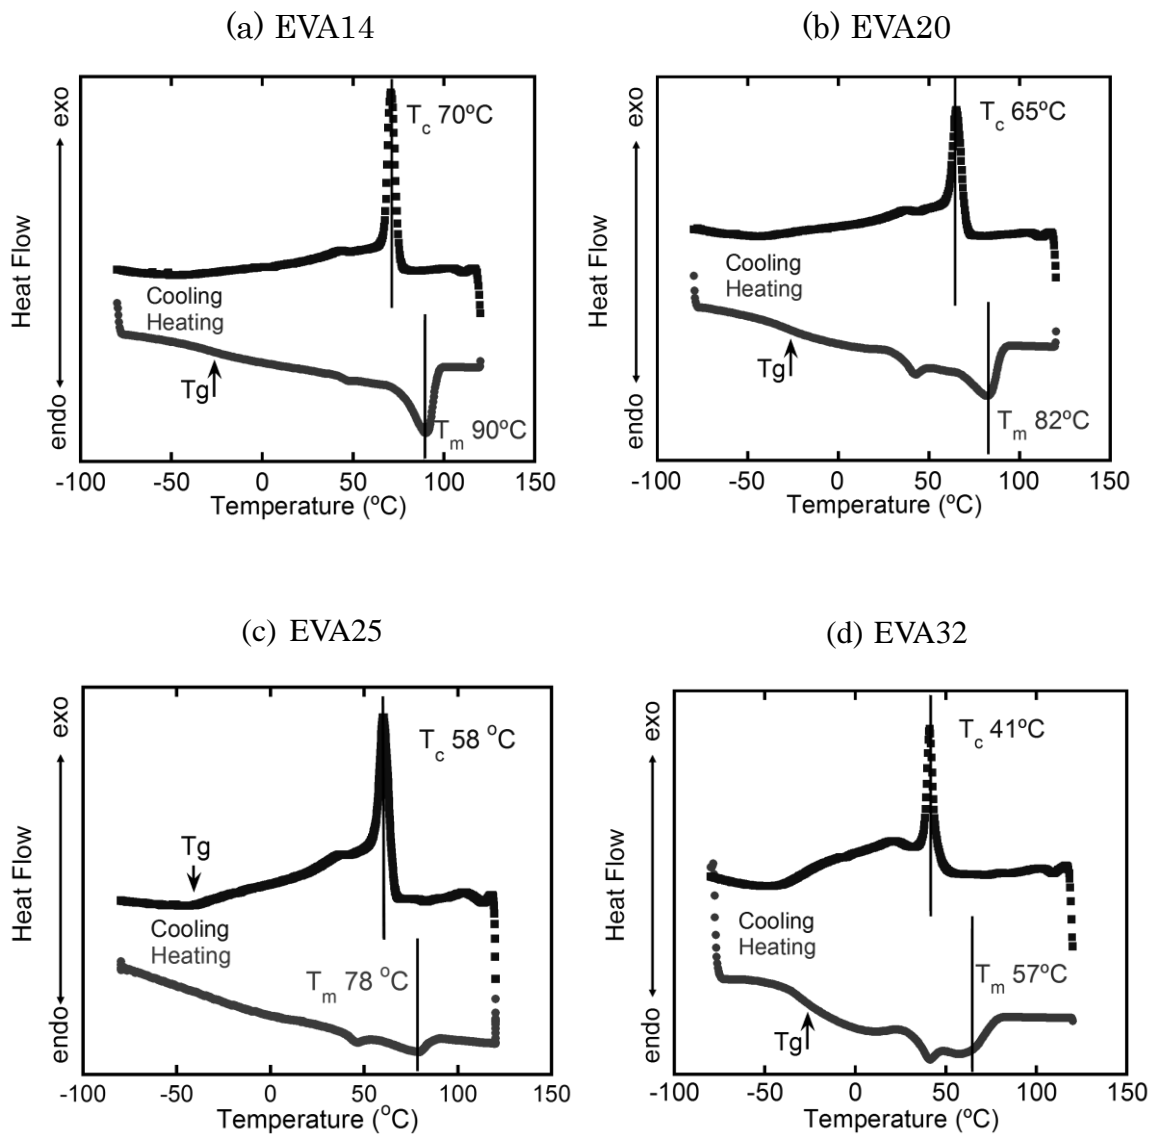 (a) EVA14
exo
Heat Flow
endo
T_c 70ºC
Cooling
Heating
Tg
T_m 90ºC
-100 -50 0 50 100 150
Temperature (ºC)
(b) EVA20
exo
Heat Flow
endo
T_c 65ºC
Cooling
Heating
Tg
T_m 82ºC
-100 -50 0 50 100 150
Temperature (ºC)
(c) EVA25
exo
Heat Flow
endo
T_c 58 ºC
Tg
Cooling
Heating
T_m 78 ºC
-100 -50 0 50 100 150
Temperature (ºC)
(d) EVA32
exo
Heat Flow
endo
T_c 41ºC
Cooling
Heating
T_m 57ºC
Tg
-100 -50 0 50 100 150
Temperature (ºC)